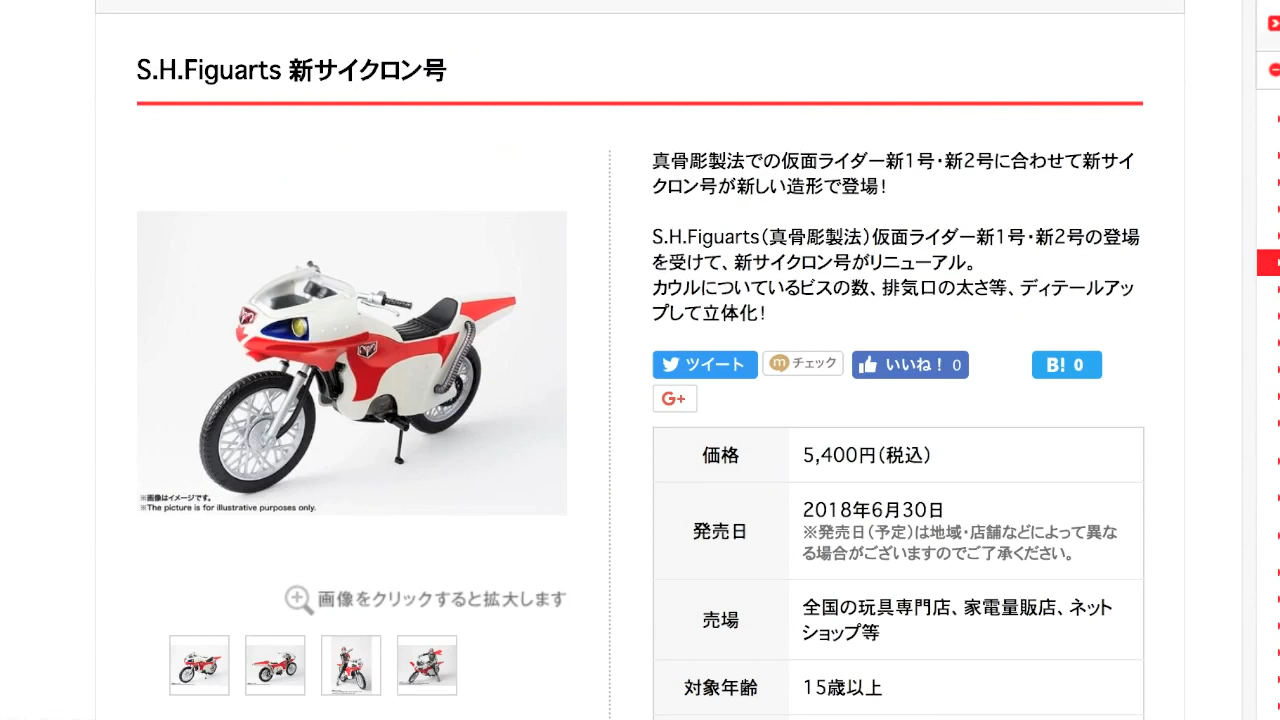 S.H.Figuarts 新サイクロン号
真骨彫製法での仮面ライダー新1号・新2号に合わせて新サイ
クロン号が新しい造形で登場！
S.H.Figuarts（真骨彫製法）仮面ライダー新1号・新2号の登場
を受けて、新サイクロン号がリニューアル。
カウルについているビスの数、排気口の太さ等、ディテールアッ
プして立体化！
ツイート
m チェック
いいね！ 0
B! 0
G+
※画像はイメージです。
※The picture is for illustrative purposes only.
画像をクリックすると拡大します
価格
5,400円（税込）
発売日
2018年6月30日
※発売日（予定）は地域・店舗などによって異な
る場合がございますのでご了承ください。
売場
全国の玩具専門店、家電量販店、ネット
ショップ等
対象年齢
15歳以上